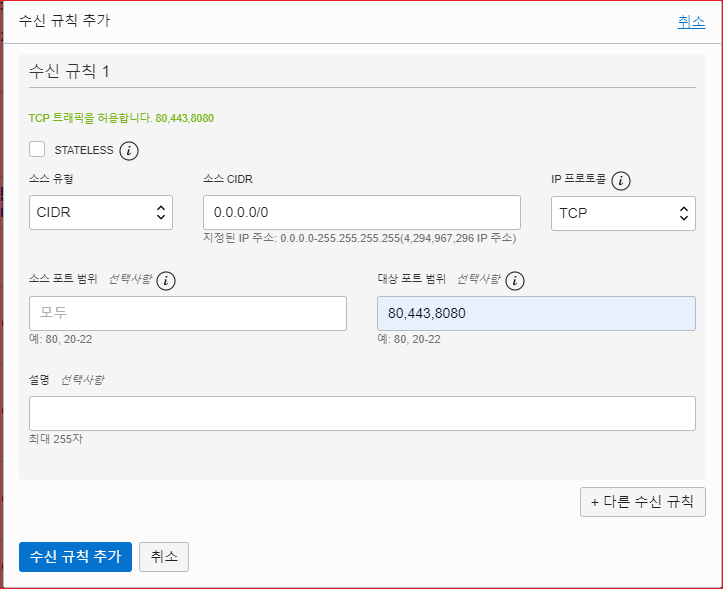 수신 규칙 추가
취소
수신 규칙 1
TCP 트래픽을 허용합니다. 80,443,8080
STATELESS i
소스 유형
소스 CIDR
IP 프로토콜 i
CIDR
0.0.0.0/0
TCP
지정된 IP 주소: 0.0.0.0-255.255.255.255(4,294,967,296 IP 주소)
소스 포트 범위 선택사항 i
대상 포트 범위 선택사항 i
모두
80,443,8080
예: 80, 20-22
예: 80, 20-22
설명 선택사항
최대 255자
+ 다른 수신 규칙
수신 규칙 추가
취소